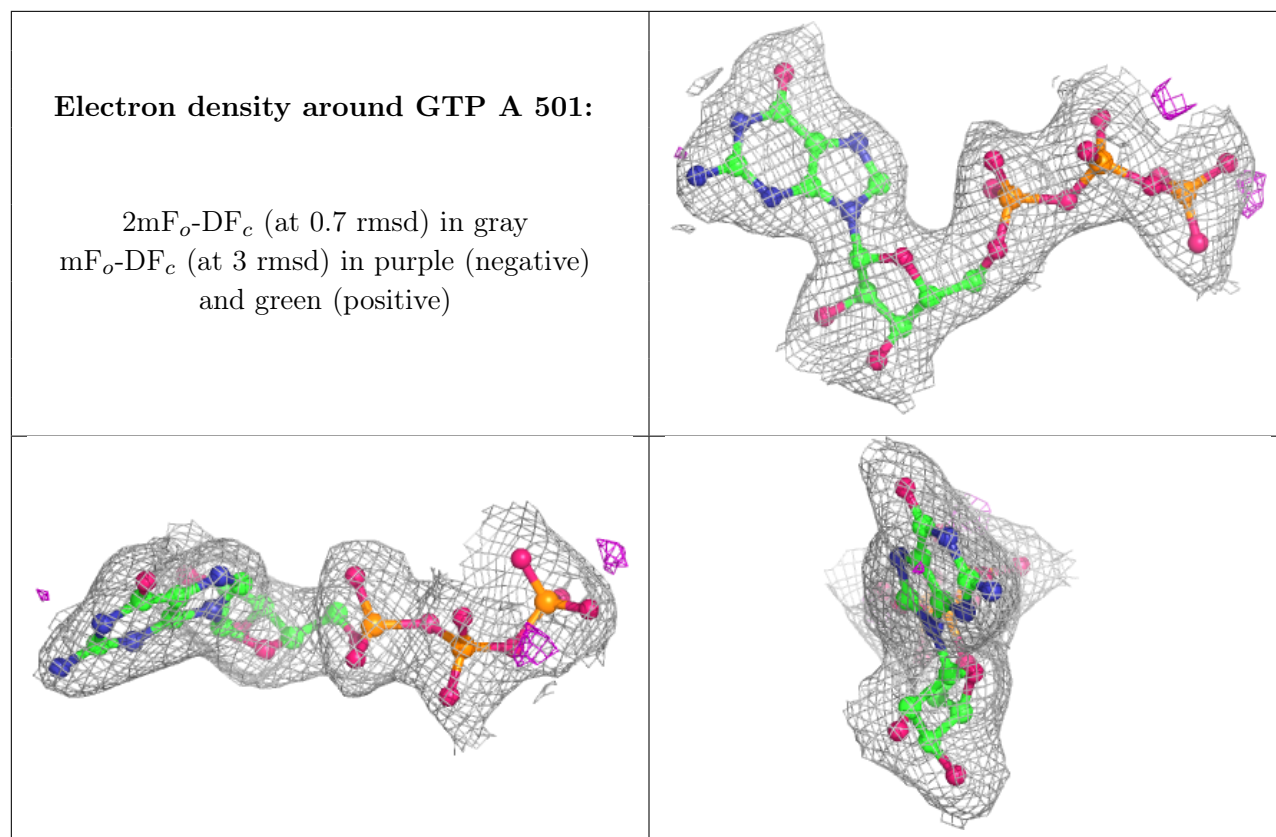 Electron density around GTP A 501:
2mFo-DFc (at 0.7 rmsd) in gray
mFo-DFc (at 3 rmsd) in purple (negative)
and green (positive)